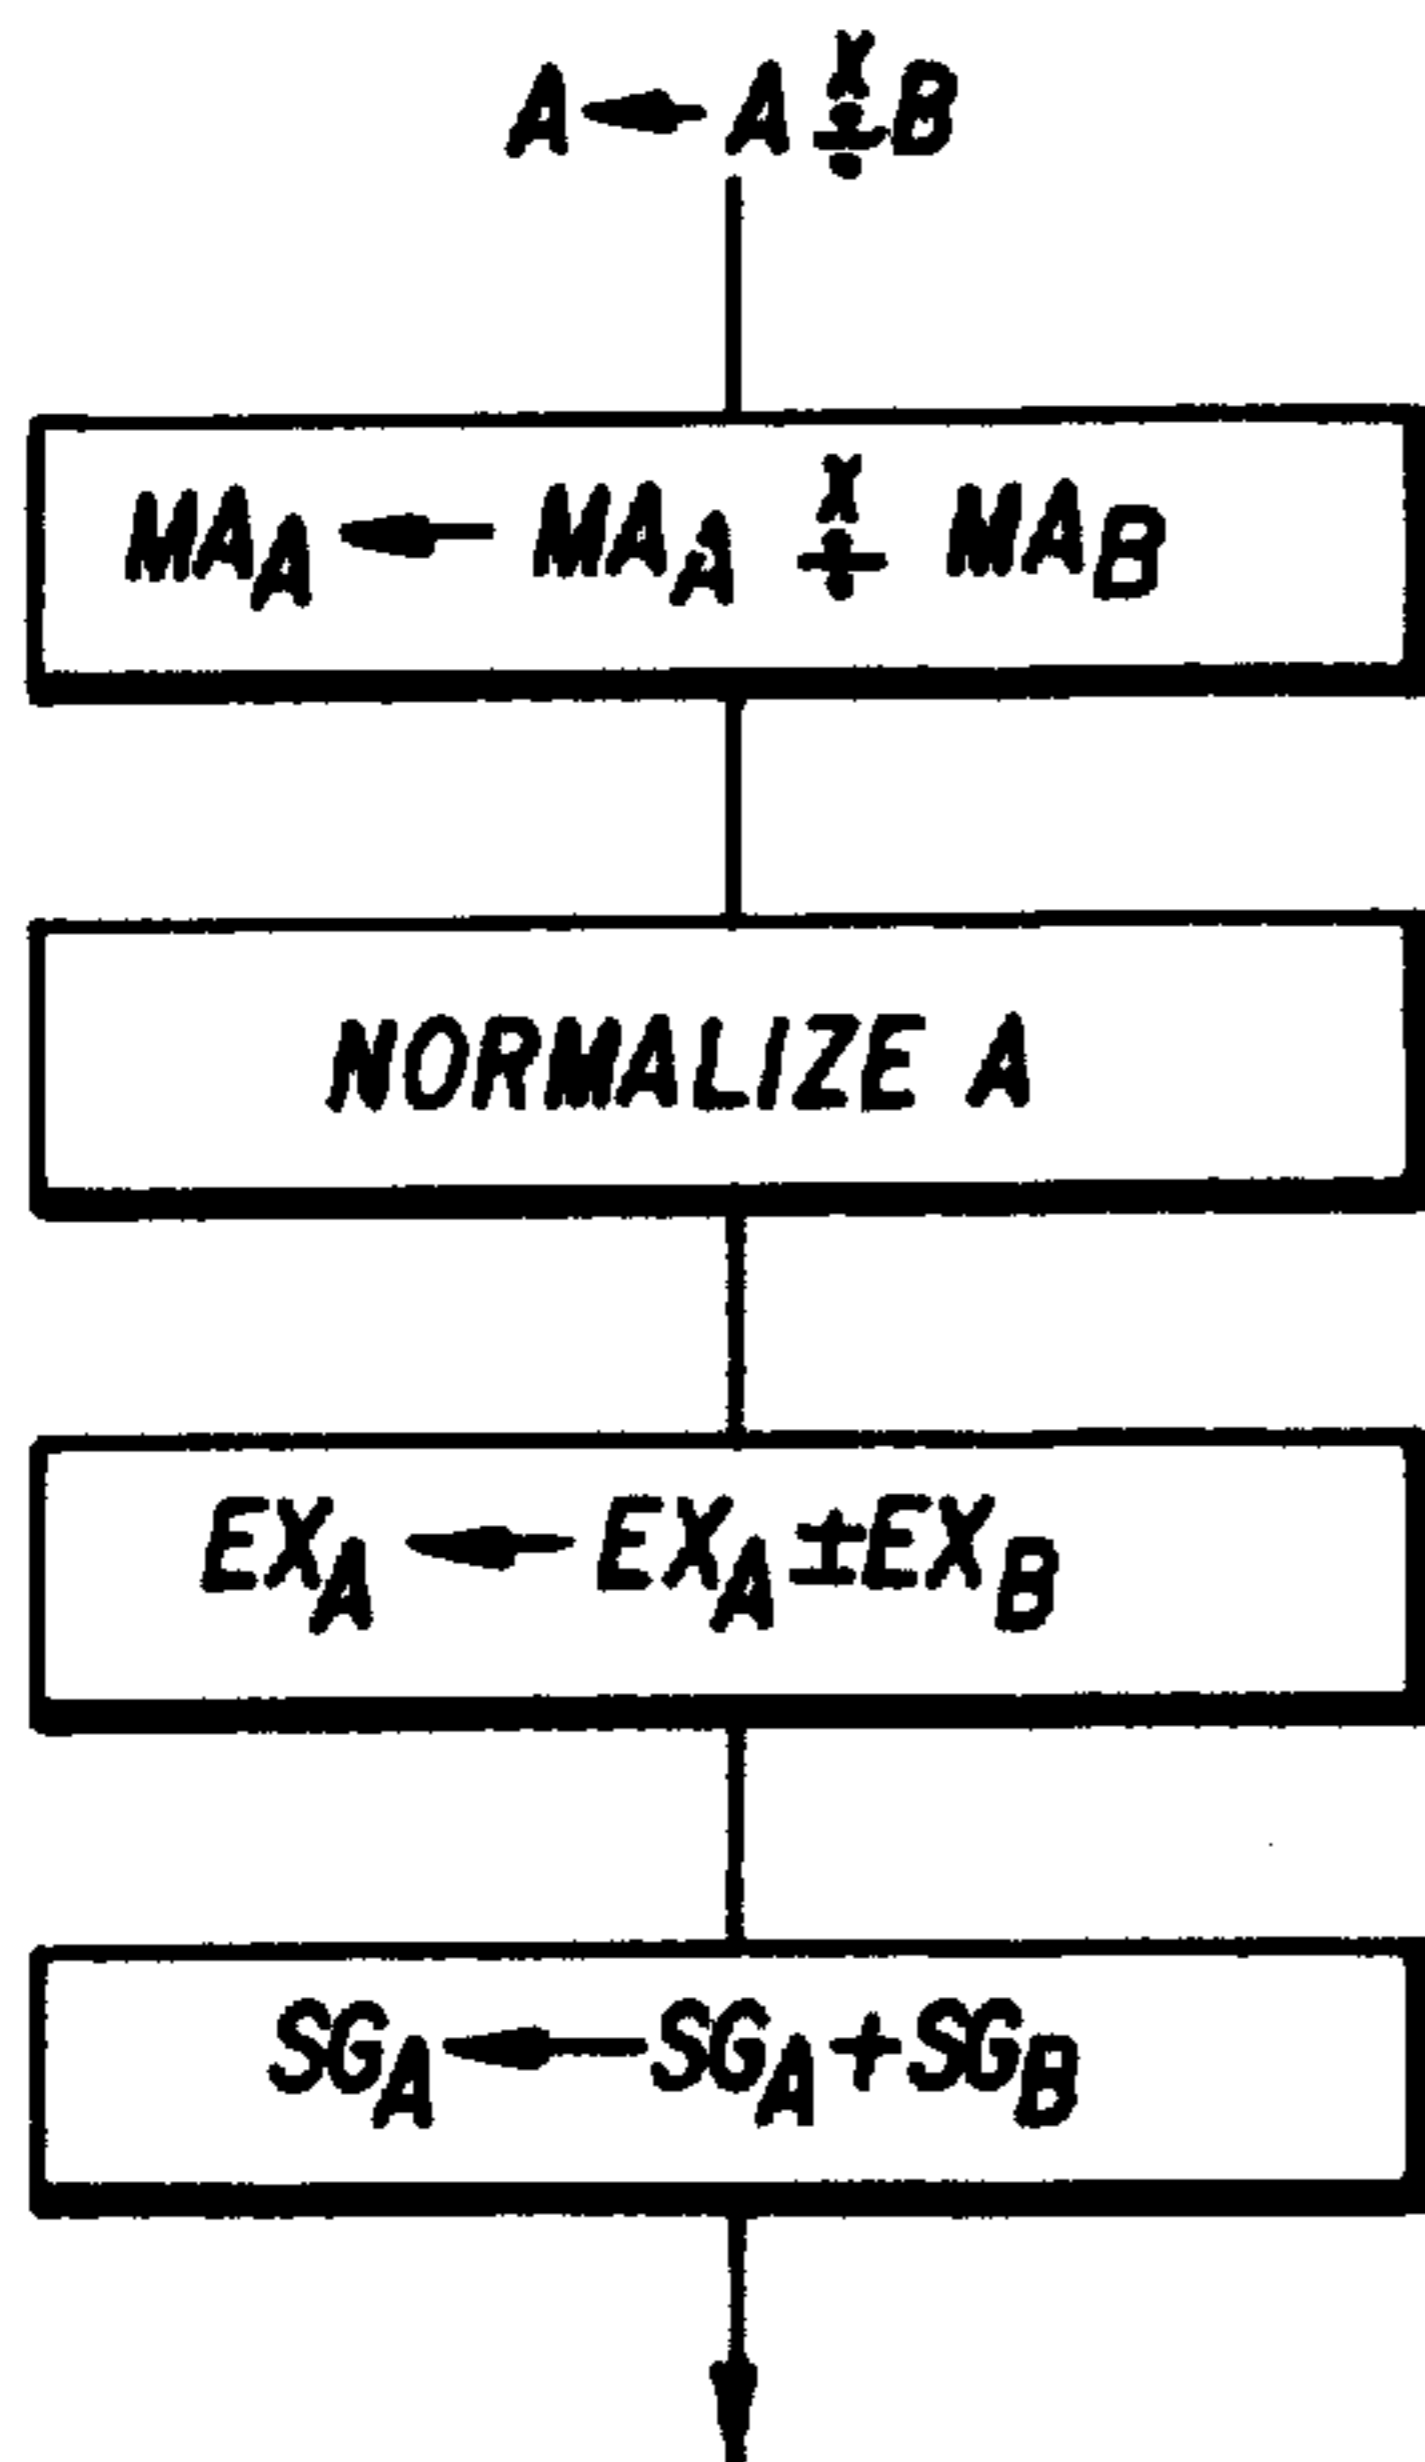 A ← A ×/÷ B
MA_A ← MA_A ×/÷ MA_B
NORMALIZE A
EX_A ← EX_A ± EX_B
SG_A ← SG_A + SG_B